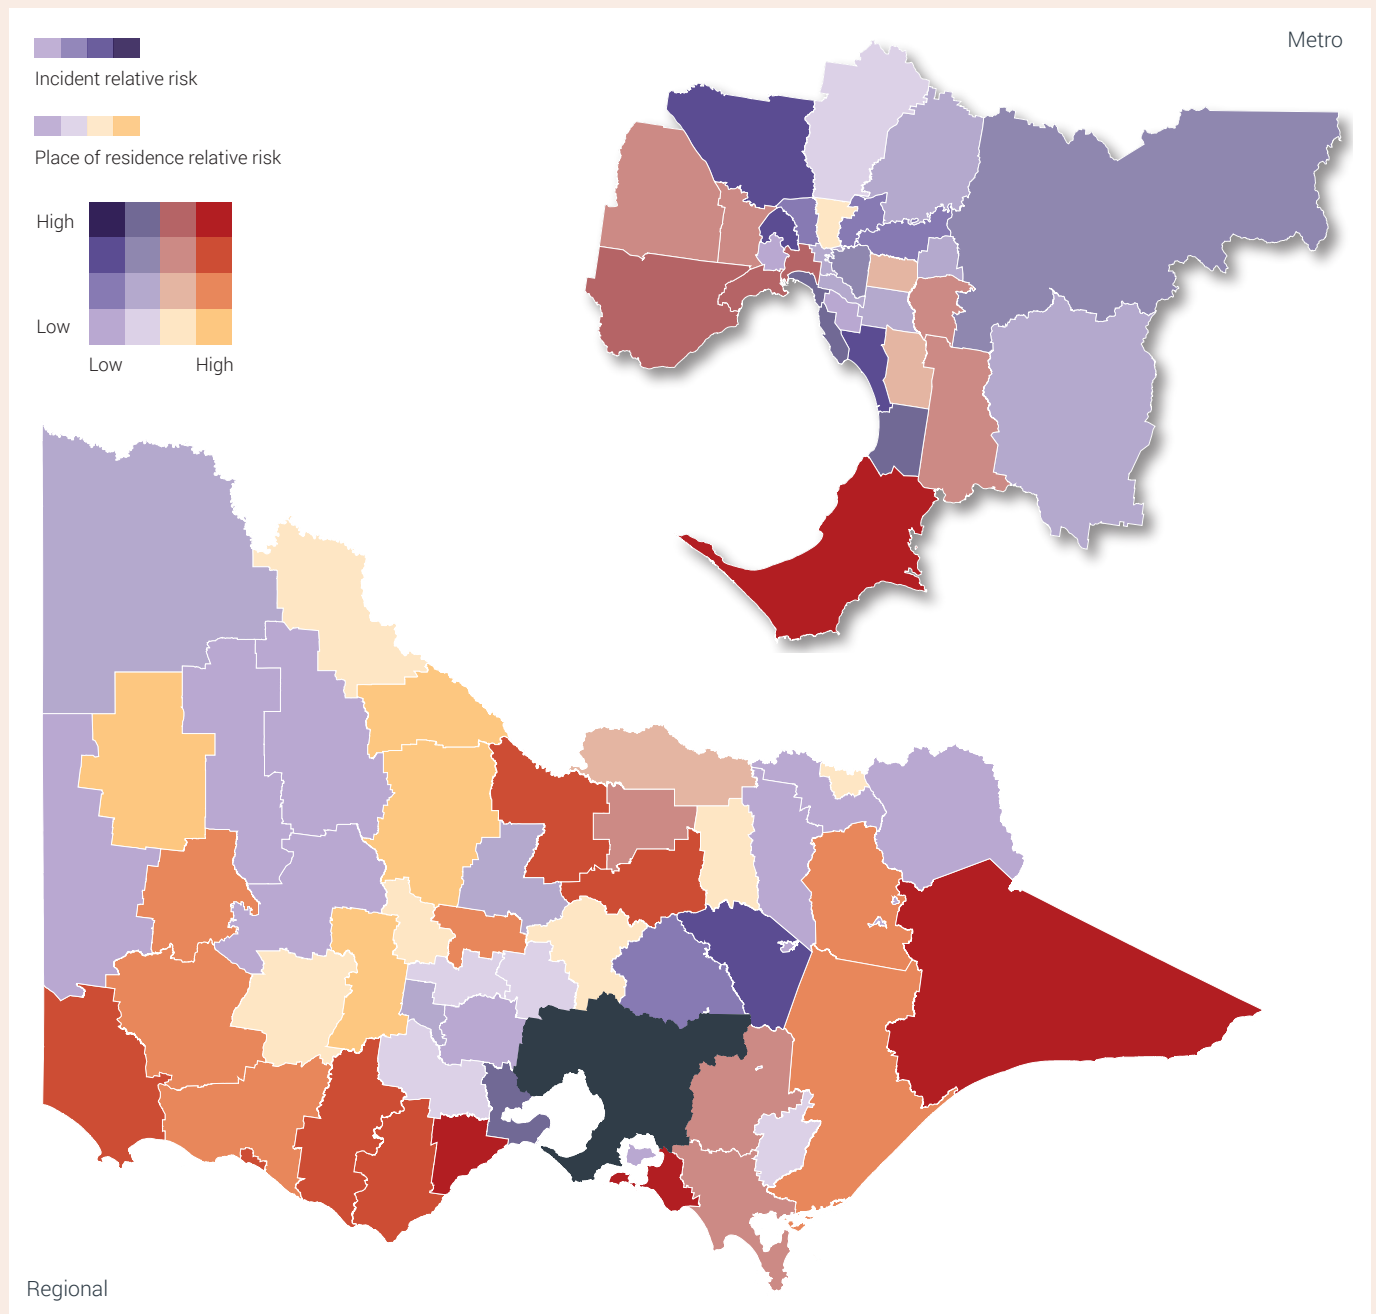 Metro
Incident relative risk
Place of residence relative risk
High
Low
Low
High
Regional